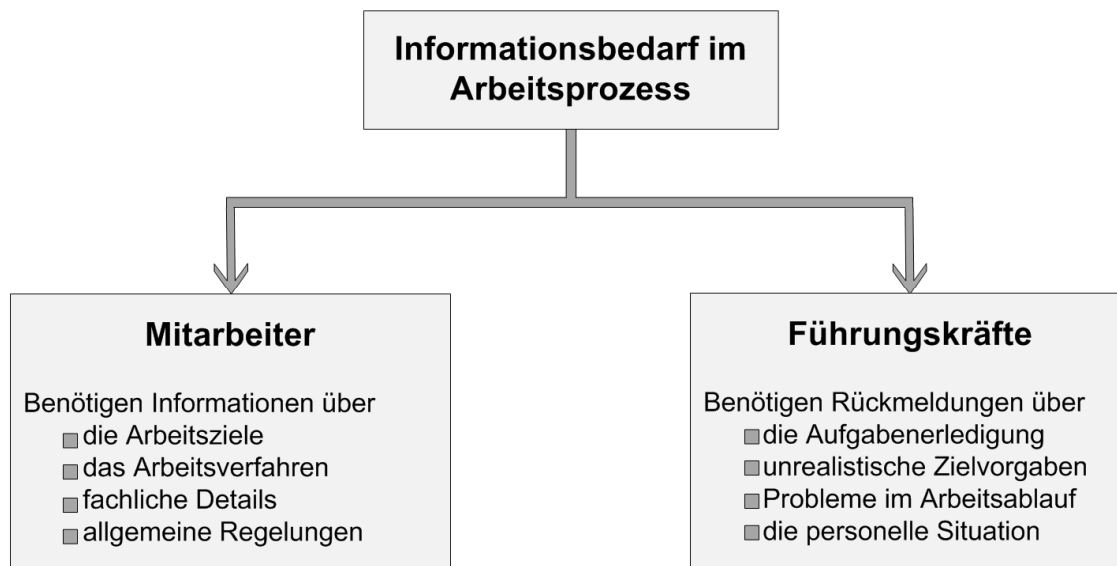 Informationsbedarf im
Arbeitsprozess
Mitarbeiter
Benötigen Informationen über
die Arbeitsziele
das Arbeitsverfahren
fachliche Details
allgemeine Regelungen
Führungskräfte
Benötigen Rückmeldungen über
die Aufgabenerledigung
unrealistische Zielvorgaben
Probleme im Arbeitsablauf
die personelle Situation